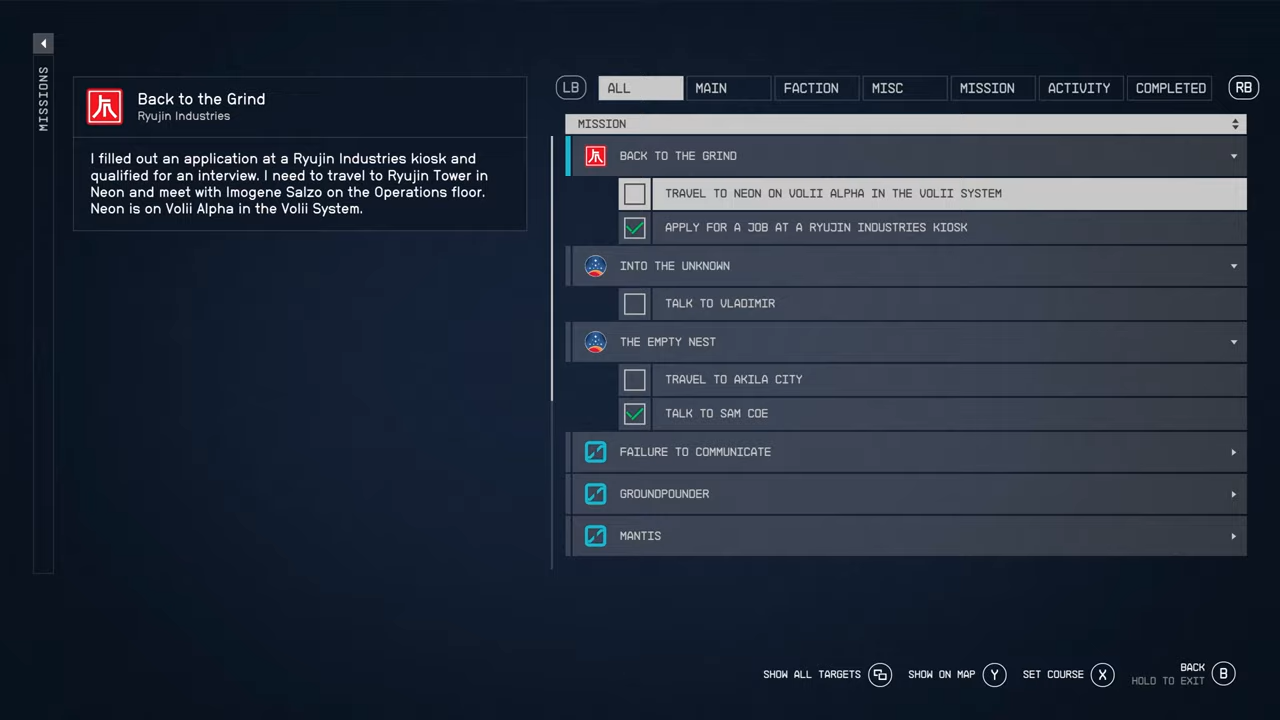 MISSIONS
Back to the Grind
Ryujin Industries
I filled out an application at a Ryujin Industries kiosk and
qualified for an interview. I need to travel to Ryujin Tower in
Neon and meet with Imogene Salzo on the Operations floor.
Neon is on Volii Alpha in the Volii System.
LB ALL MAIN FACTION MISC MISSION ACTIVITY COMPLETED RB
MISSION
BACK TO THE GRIND
TRAVEL TO NEON ON VOLII ALPHA IN THE VOLII SYSTEM
APPLY FOR A JOB AT A RYUJIN INDUSTRIES KIOSK
INTO THE UNKNOWN
TALK TO VLADIMIR
THE EMPTY NEST
TRAVEL TO AKILA CITY
TALK TO SAM COE
FAILURE TO COMMUNICATE
GROUNDPOUNDER
MANTIS
SHOW ALL TARGETS SHOW ON MAP Y SET COURSE X BACK B
HOLD TO EXIT